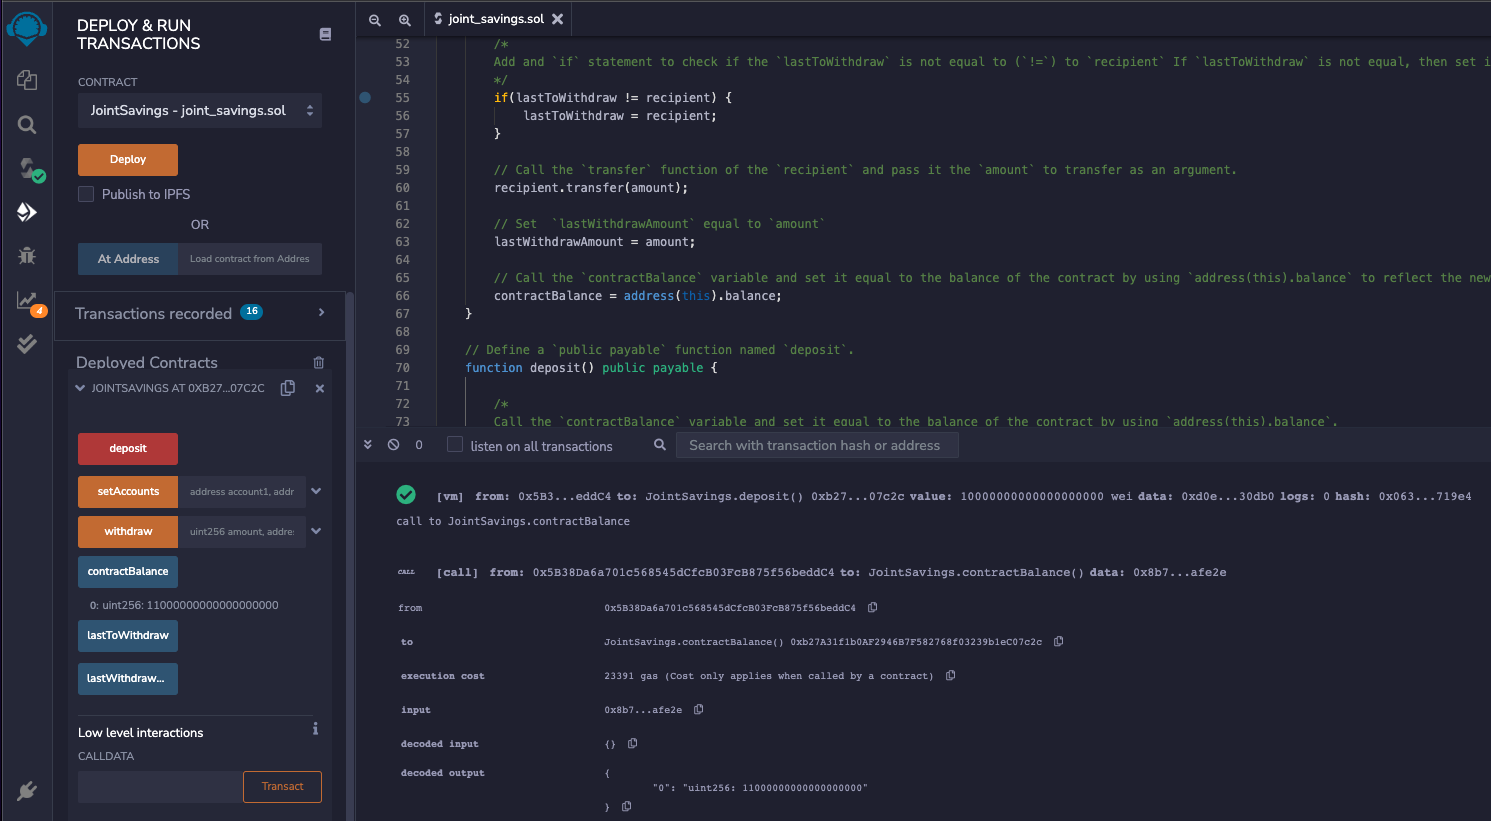 DEPLOY & RUN
TRANSACTIONS
CONTRACT
JointSavings - joint_savings.sol
Deploy
Publish to IPFS
OR
At Address
Load contract from Addres
Transactions recorded 16
4
Deployed Contracts
JOINTSAVINGS AT 0XB27...07C2C
deposit
setAccounts
address account1, addr
withdraw
uint256 amount, addre
contractBalance
0: uint256: 11000000000000000000
lastToWithdraw
lastWithdraw...
Low level interactions
i
CALLDATA
Transact
joint_savings.sol
52 /*
53 Add and `if` statement to check if the `lastToWithdraw` is not equal to (`!=`) to `recipient` If `lastToWithdraw` is not equal, then set i
54 */
55 if(lastToWithdraw != recipient) {
56 lastToWithdraw = recipient;
57 }
58
59 // Call the `transfer` function of the `recipient` and pass it the `amount` to transfer as an argument.
60 recipient.transfer(amount);
61
62 // Set  `lastWithdrawAmount` equal to `amount`
63 lastWithdrawAmount = amount;
64
65 // Call the `contractBalance` variable and set it equal to the balance of the contract by using `address(this).balance` to reflect the new
66 contractBalance = address(this).balance;
67 }
68
69 // Define a `public payable` function named `deposit`.
70 function deposit() public payable {
71
72 /*
73 Call the `contractBalance` variable and set it equal to the balance of the contract by using `address(this).balance`.
0
listen on all transactions
Search with transaction hash or address
[vm] from: 0x5B3...eddC4 to: JointSavings.deposit() 0xb27...07c2c value: 10000000000000000000 wei data: 0xd0e...30db0 logs: 0 hash: 0x063...719e4
call to JointSavings.contractBalance
CALL [call] from: 0x5B38Da6a701c568545dCfcB03FcB875f56beddC4 to: JointSavings.contractBalance() data: 0x8b7...afe2e
from 0x5B38Da6a701c568545dCfcB03FcB875f56beddC4
to JointSavings.contractBalance() 0xb27A31f1b0AF2946B7F582768f03239b1eC07c2c
execution cost 23391 gas (Cost only applies when called by a contract)
input 0x8b7...afe2e
decoded input {}
decoded output {
"0": "uint256: 11000000000000000000"
}